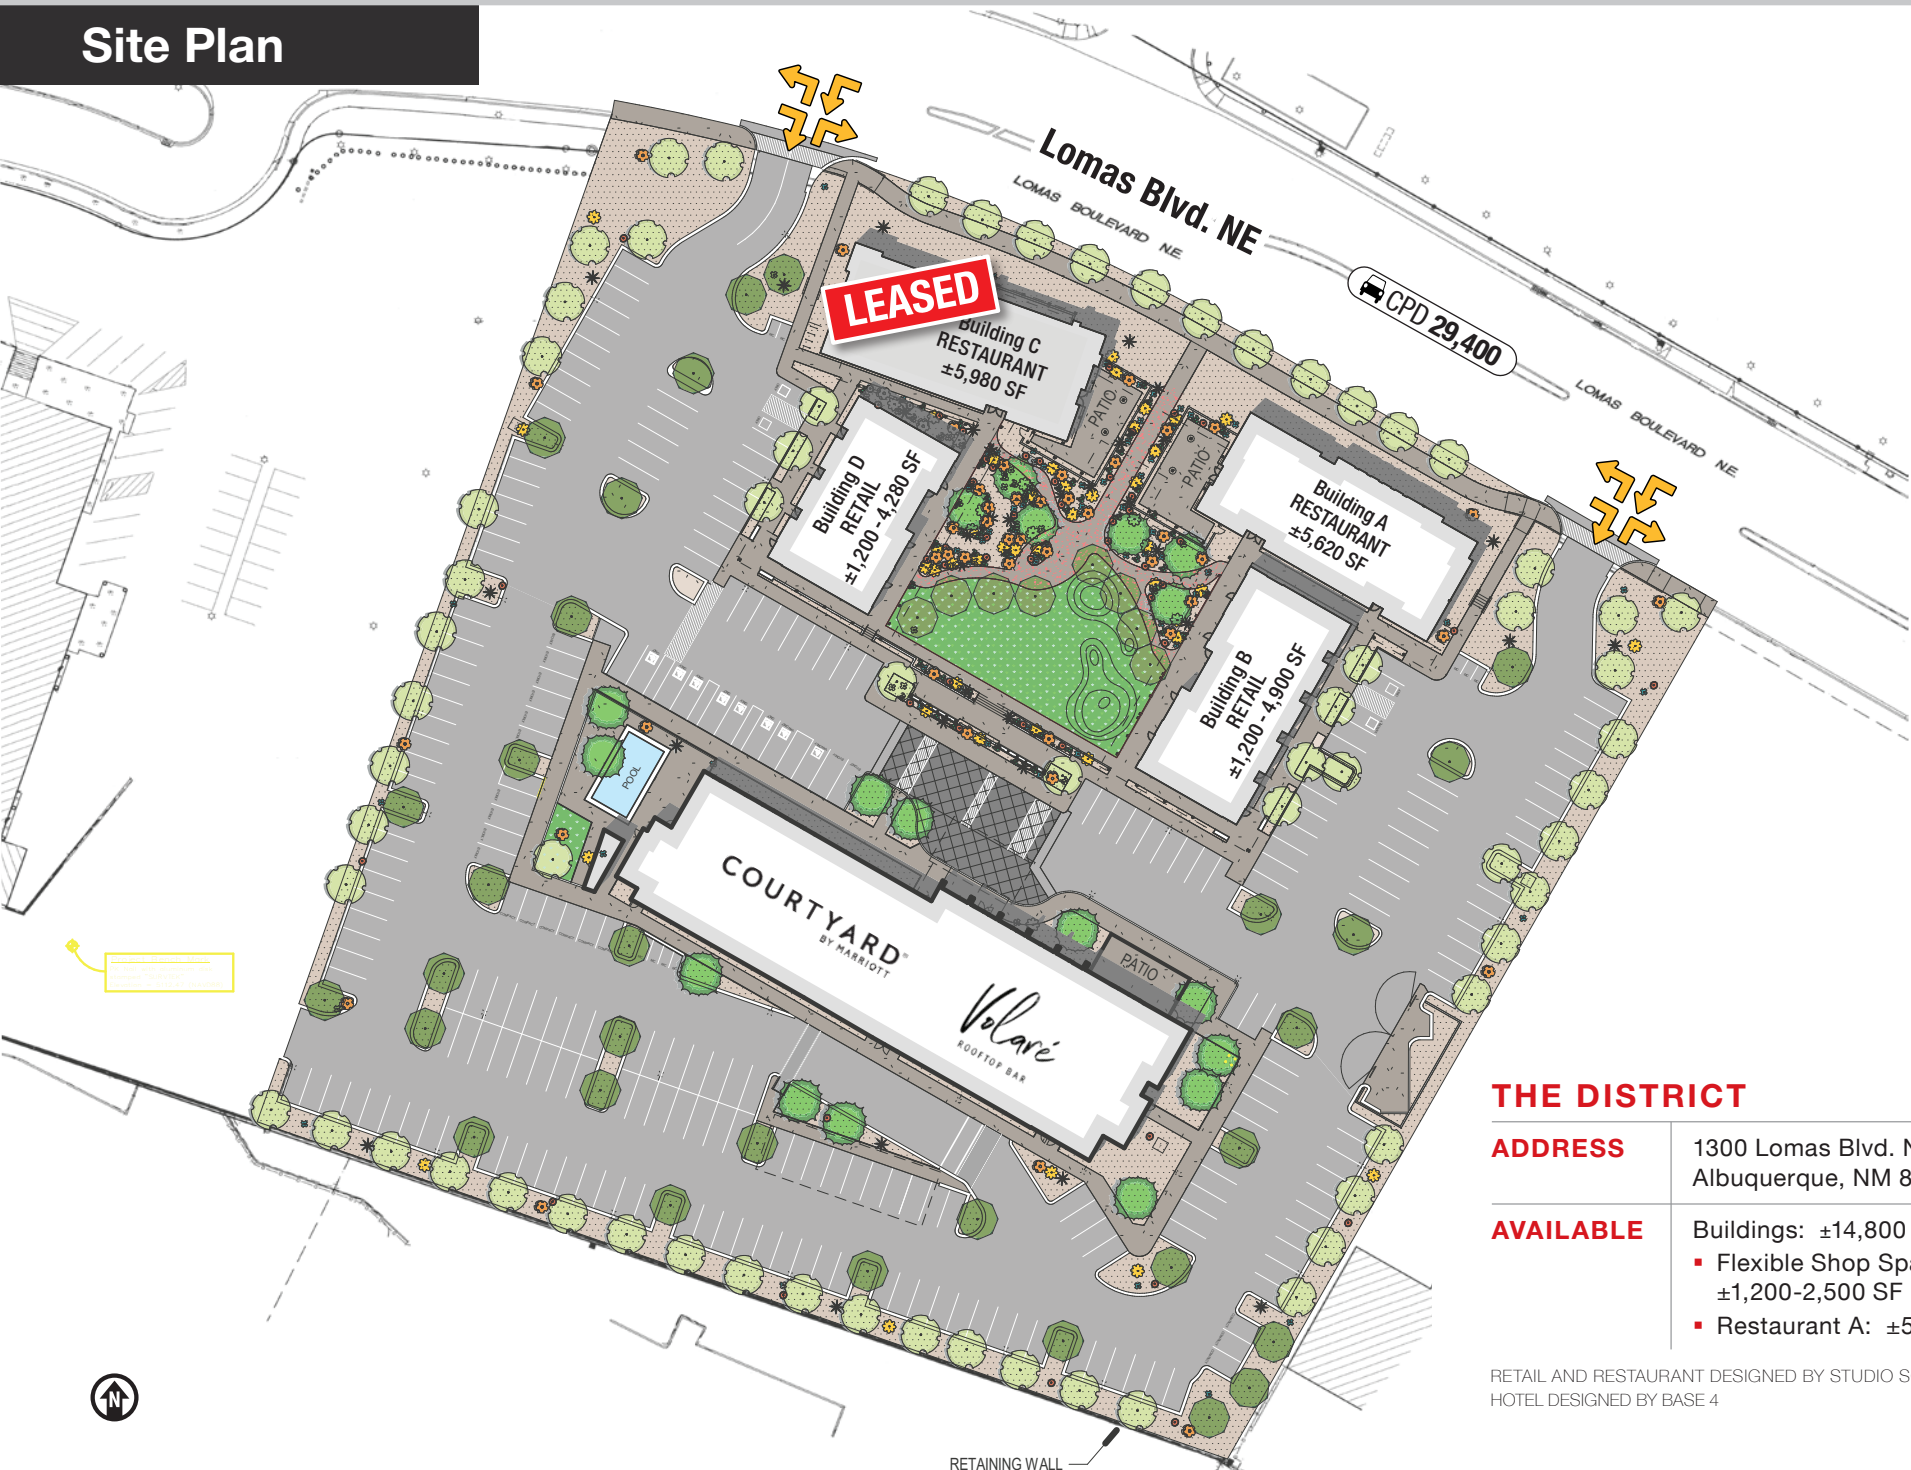 Site Plan
Lomas Blvd. NE
LOMAS BOULEVARD N.E.
CPD 29,400
LOMAS BOULEVARD N.E.
LEASED
Building C
RESTAURANT
±5,980 SF
PATIO
PATIO
Building D
RETAIL
±1,200 - 4,280 SF
Building A
RESTAURANT
±5,620 SF
Building B
RETAIL
±1,200 - 4,900 SF
POOL
COURTYARD
BY MARRIOTT
PATIO
Volaré
ROOFTOP BAR
THE DISTRICT
ADDRESS
1300 Lomas Blvd. N
Albuquerque, NM 8
AVAILABLE
Buildings: ±14,800
▪ Flexible Shop Spa
±1,200-2,500 SF
▪ Restaurant A: ±5
RETAIL AND RESTAURANT DESIGNED BY STUDIO S
HOTEL DESIGNED BY BASE 4
N
RETAINING WALL